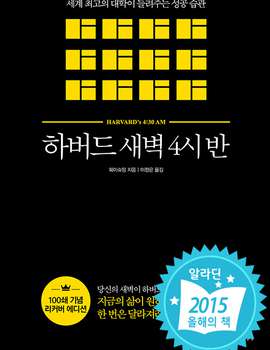 세계 최고의 대학이 들려주는 성공 습관
HARVARD's 4:30 AM
하버드 새벽 4시 반
웨이슈잉 지음 | 이정은 옮김
100쇄 기념
리커버 에디션
당신의 새벽이 하버
지금의 삶이 원
한 번은 달라져
알라딘
2015
올해의 책